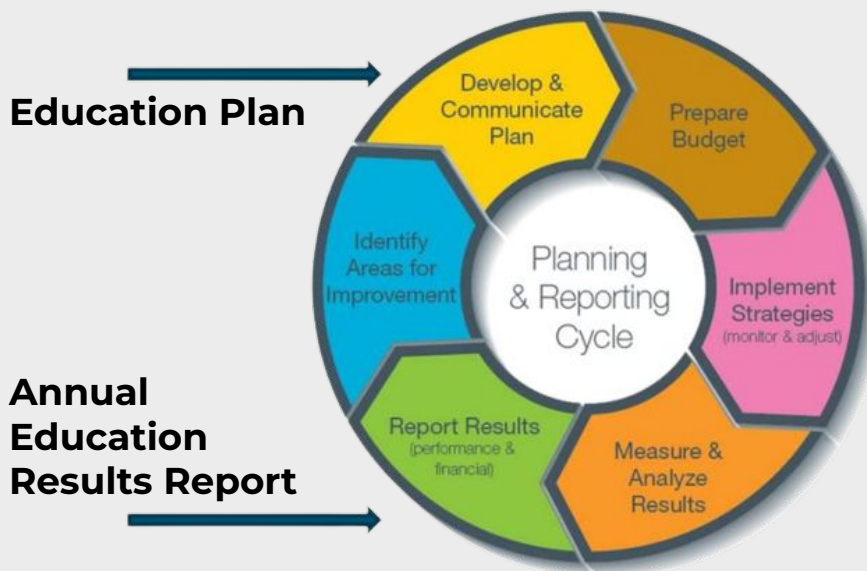 Education Plan
Develop &
Communicate
Plan
Prepare
Budget
Identify
Areas for
Improvement
Planning
& Reporting
Cycle
Implement
Strategies
(monitor & adjust)
Annual
Education
Results Report
Report Results
(performance &
financial)
Measure &
Analyze
Results